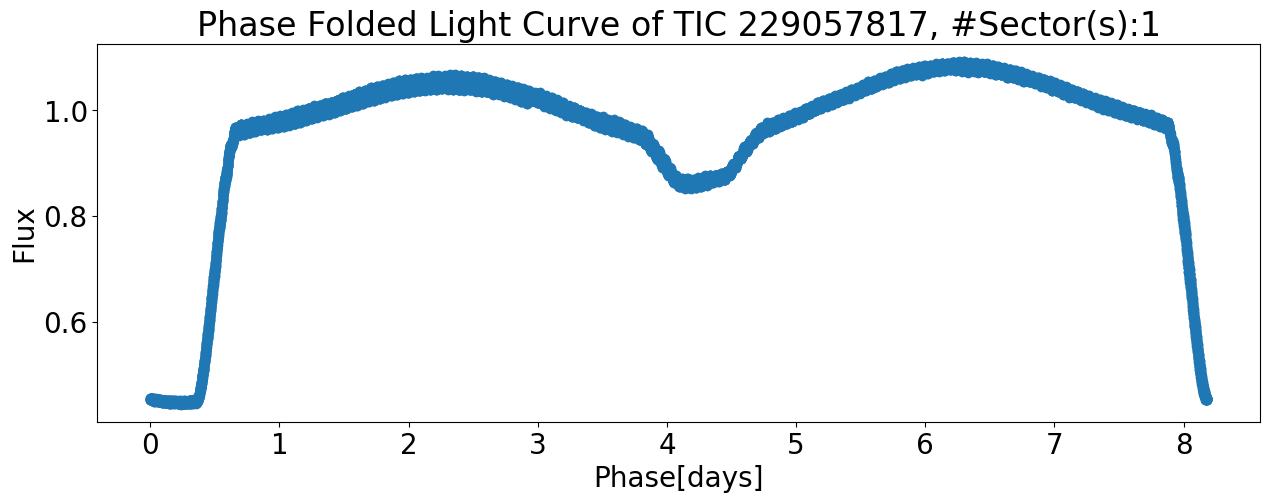 Phase Folded Light Curve of TIC 229057817, #Sector(s):1
1.0
0.8
0.6
Flux
0 1 2 3 4 5 6 7 8
Phase[days]